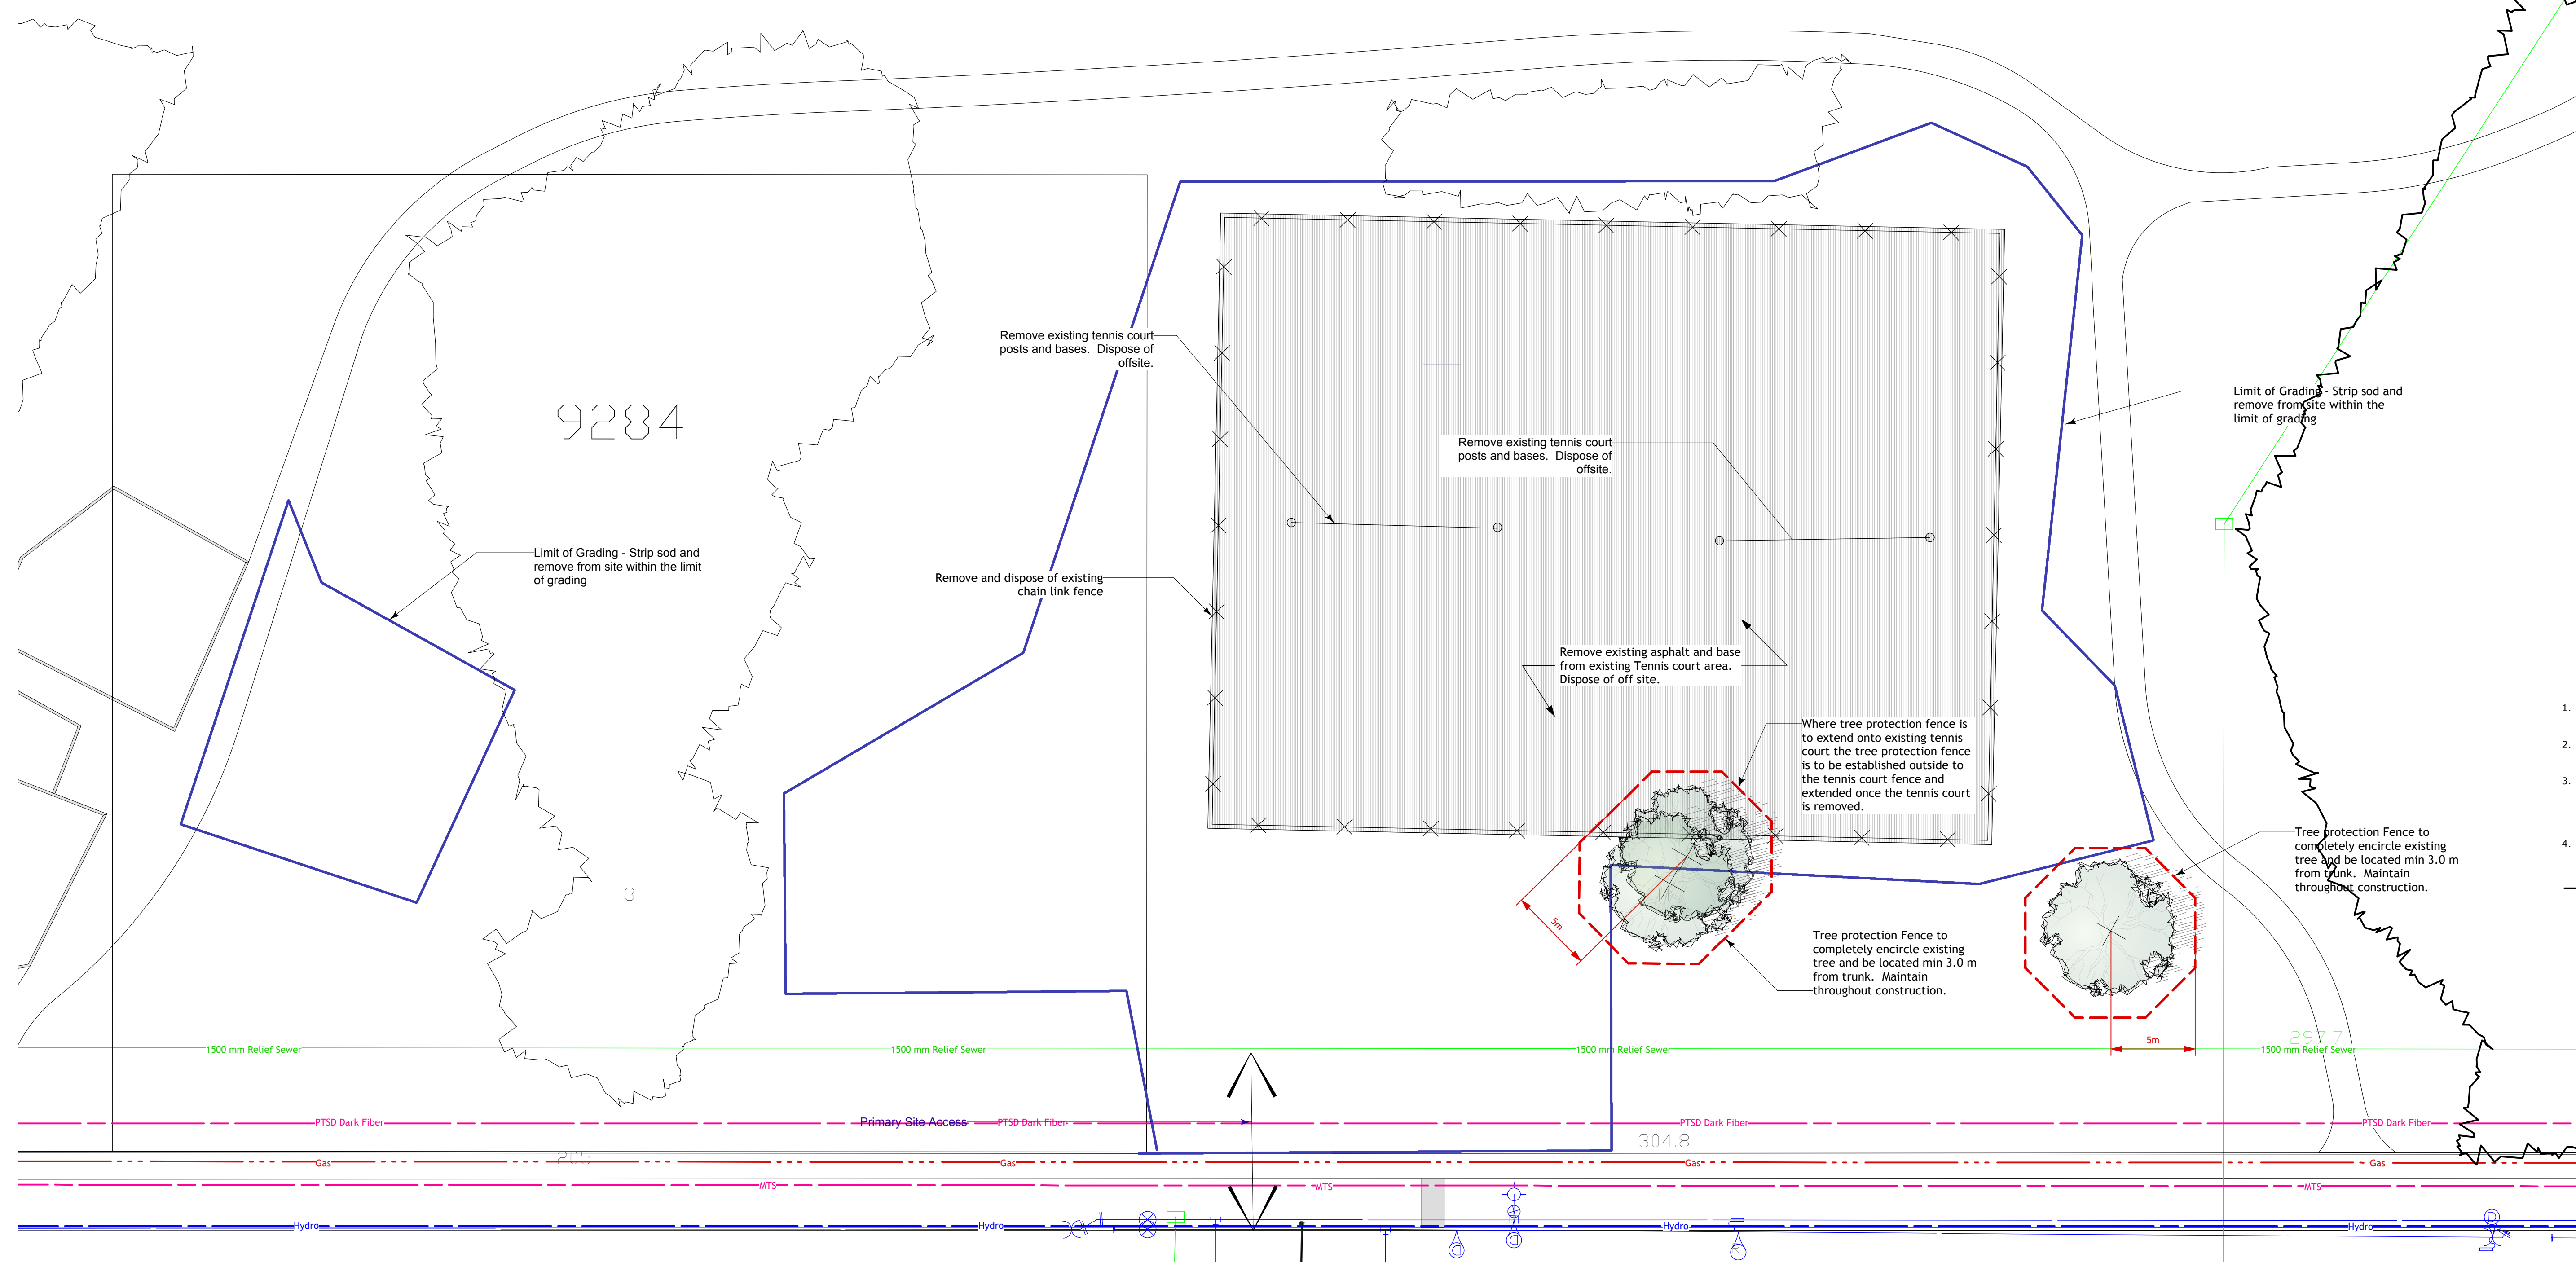 Remove existing tennis court
posts and bases.  Dispose of
offsite.
Limit of Grading - Strip sod and
remove from site within the
limit of grading
9284
Remove existing tennis court
posts and bases.  Dispose of
offsite.
Limit of Grading - Strip sod and
remove from site within the limit
of grading
Remove and dispose of existing
chain link fence
Remove existing asphalt and base
from existing Tennis court area.
Dispose of off site.
1.
2.
3.
4.
Where tree protection fence is
to extend onto existing tennis
court the tree protection fence
is to be established outside to
the tennis court fence and
extended once the tennis court
is removed.
Tree protection Fence to
completely encircle existing
tree and be located min 3.0 m
from trunk.  Maintain
throughout construction.
3
5m
Tree protection Fence to
completely encircle existing
tree and be located min 3.0 m
from trunk.  Maintain
throughout construction.
297.7
5m
1500 mm Relief Sewer
1500 mm Relief Sewer
1500 mm Relief Sewer
1500 mm Relief Sewer
PTSD Dark Fiber
Primary Site Access
PTSD Dark Fiber
PTSD Dark Fiber
PTSD Dark Fiber
304.8
205
Gas
Gas
Gas
Gas
MTS
MTS
MTS
Hydro
Hydro
Hydro
Hydro
D
D
D